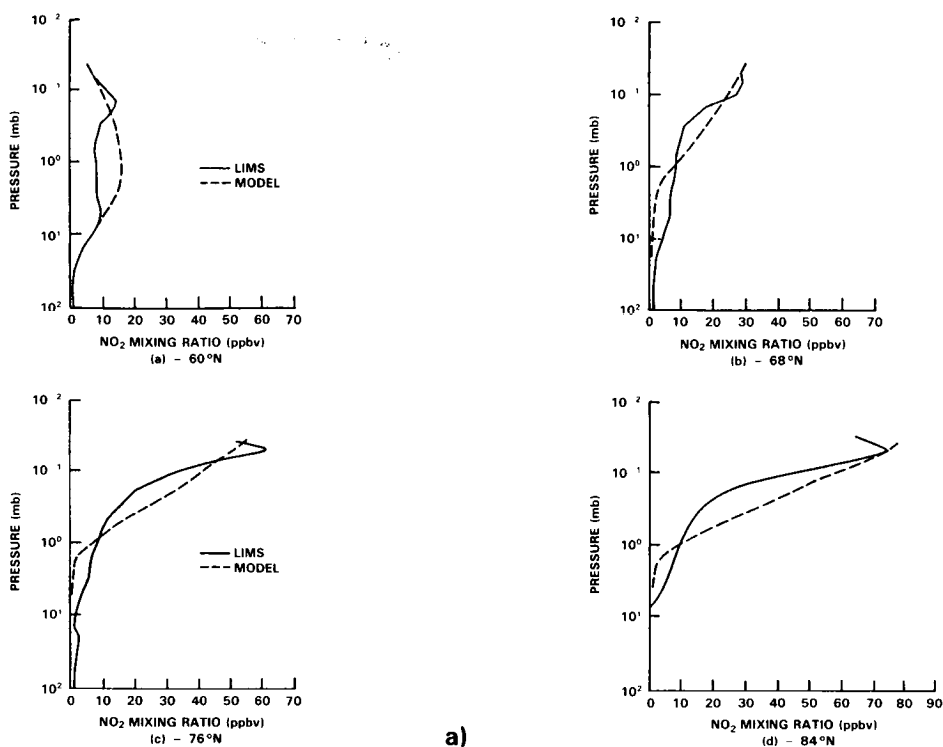 PRESSURE (mb)
10 ²
10 ¹
10⁰
10¹
10²
0 10 20 30 40 50 60 70
LIMS
MODEL
NO₂ MIXING RATIO (ppbv)
(a) – 60°N
PRESSURE (mb)
10 ²
10 ¹
10⁰
10¹
10²
0 10 20 30 40 50 60 70
NO₂ MIXING RATIO (ppbv)
(b) – 68°N
PRESSURE (mb)
10 ²
10 ¹
10⁰
10¹
10²
0 10 20 30 40 50 60 70
LIMS
MODEL
NO₂ MIXING RATIO (ppbv)
(c) – 76°N
PRESSURE (mb)
10 ²
10 ¹
10⁰
10¹
10²
0 10 20 30 40 50 60 70 80 90
NO₂ MIXING RATIO (ppbv)
(d) – 84°N
a)